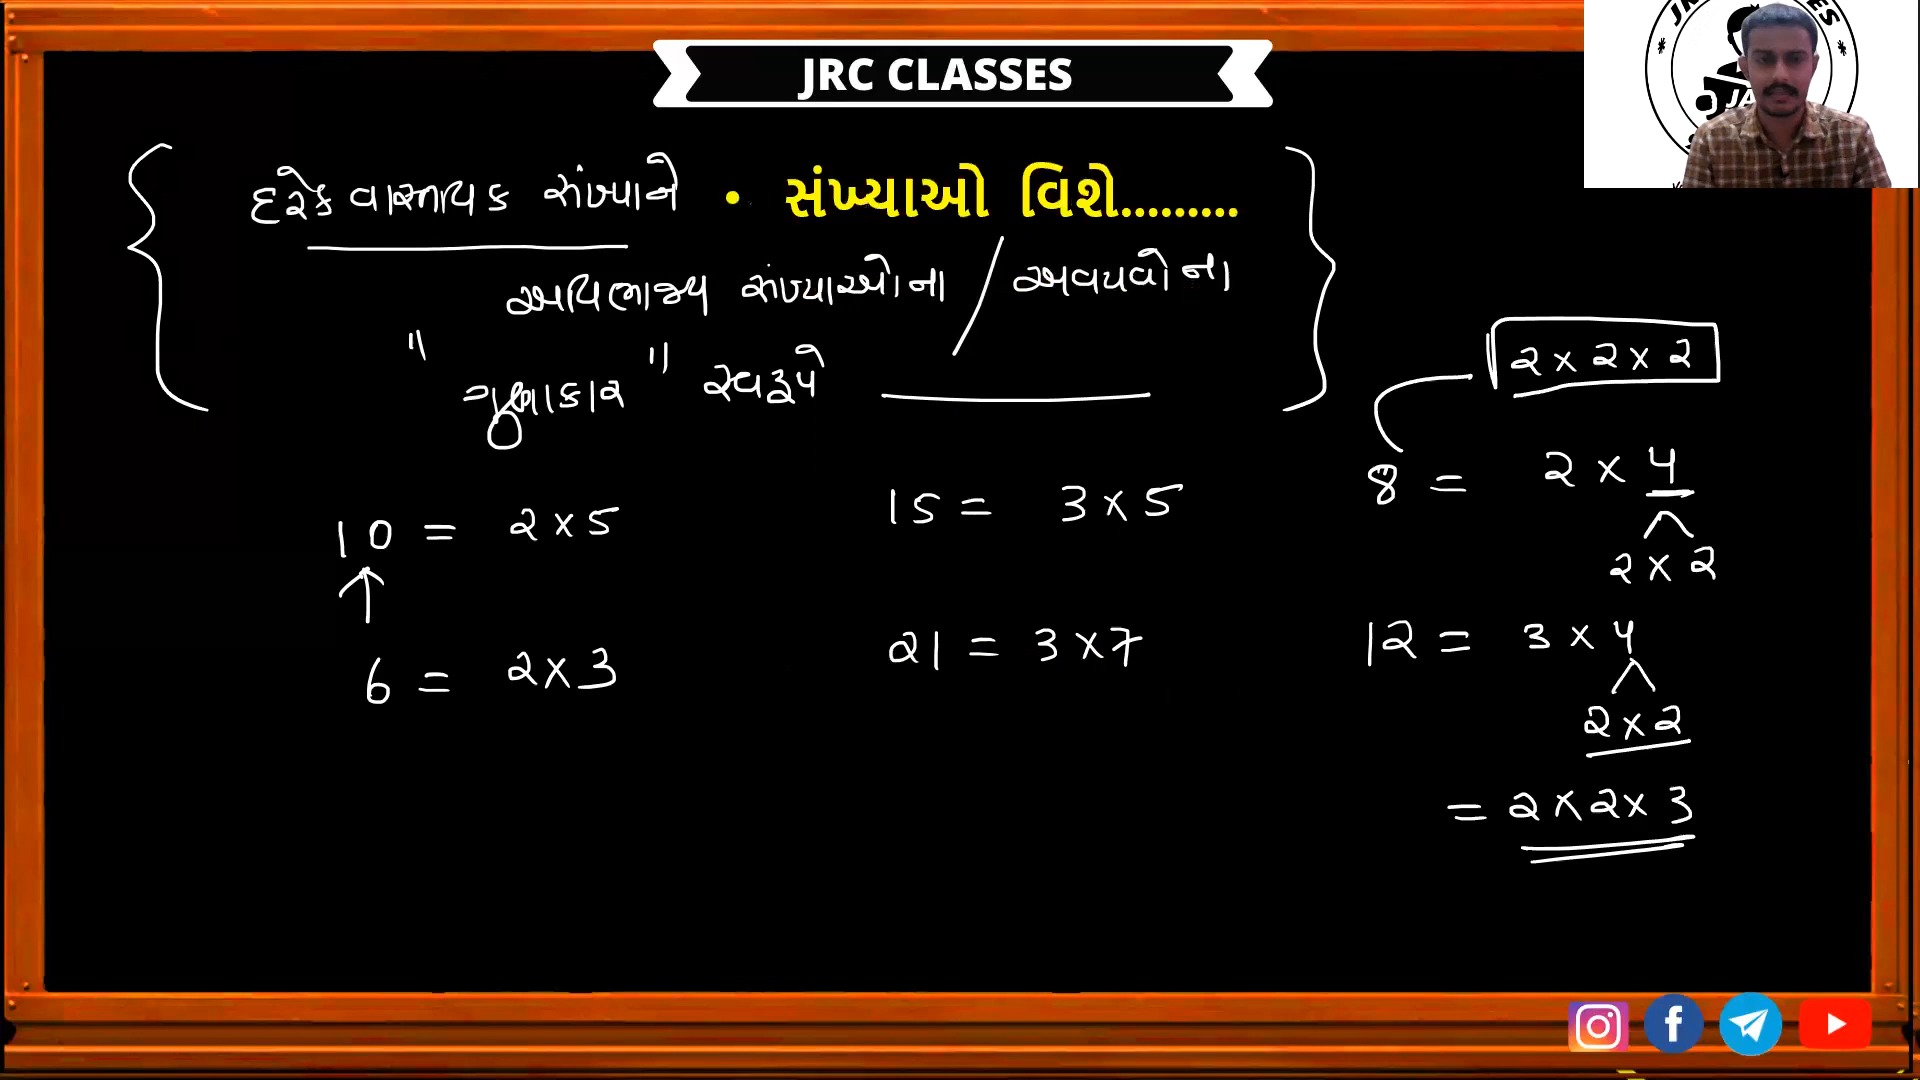 JRC CLASSES
દરેક વાસ્તવિક સંખ્યાને • સંખ્યાઓ વિશે.........
અવિભાજ્ય સંખ્યાઓના / અવયવોના
" ગુણાકાર " સ્વરૂપે
2 × 2 × 2
8 = 2 × 4
2 × 2
10 = 2 × 5
15 = 3 × 5
6 = 2 × 3
21 = 3 × 7
12 = 3 × 4
2 × 2
= 2 × 2 × 3